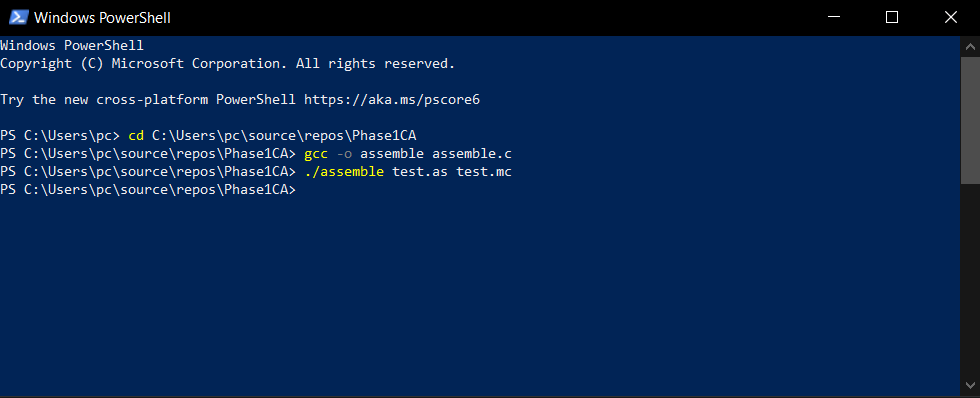 Windows PowerShell
Windows PowerShell
Copyright (C) Microsoft Corporation. All rights reserved.
Try the new cross-platform PowerShell https://aka.ms/pscore6
PS C:\Users\pc> cd C:\Users\pc\source\repos\Phase1CA
PS C:\Users\pc\source\repos\Phase1CA> gcc -o assemble assemble.c
PS C:\Users\pc\source\repos\Phase1CA> ./assemble test.as test.mc
PS C:\Users\pc\source\repos\Phase1CA>